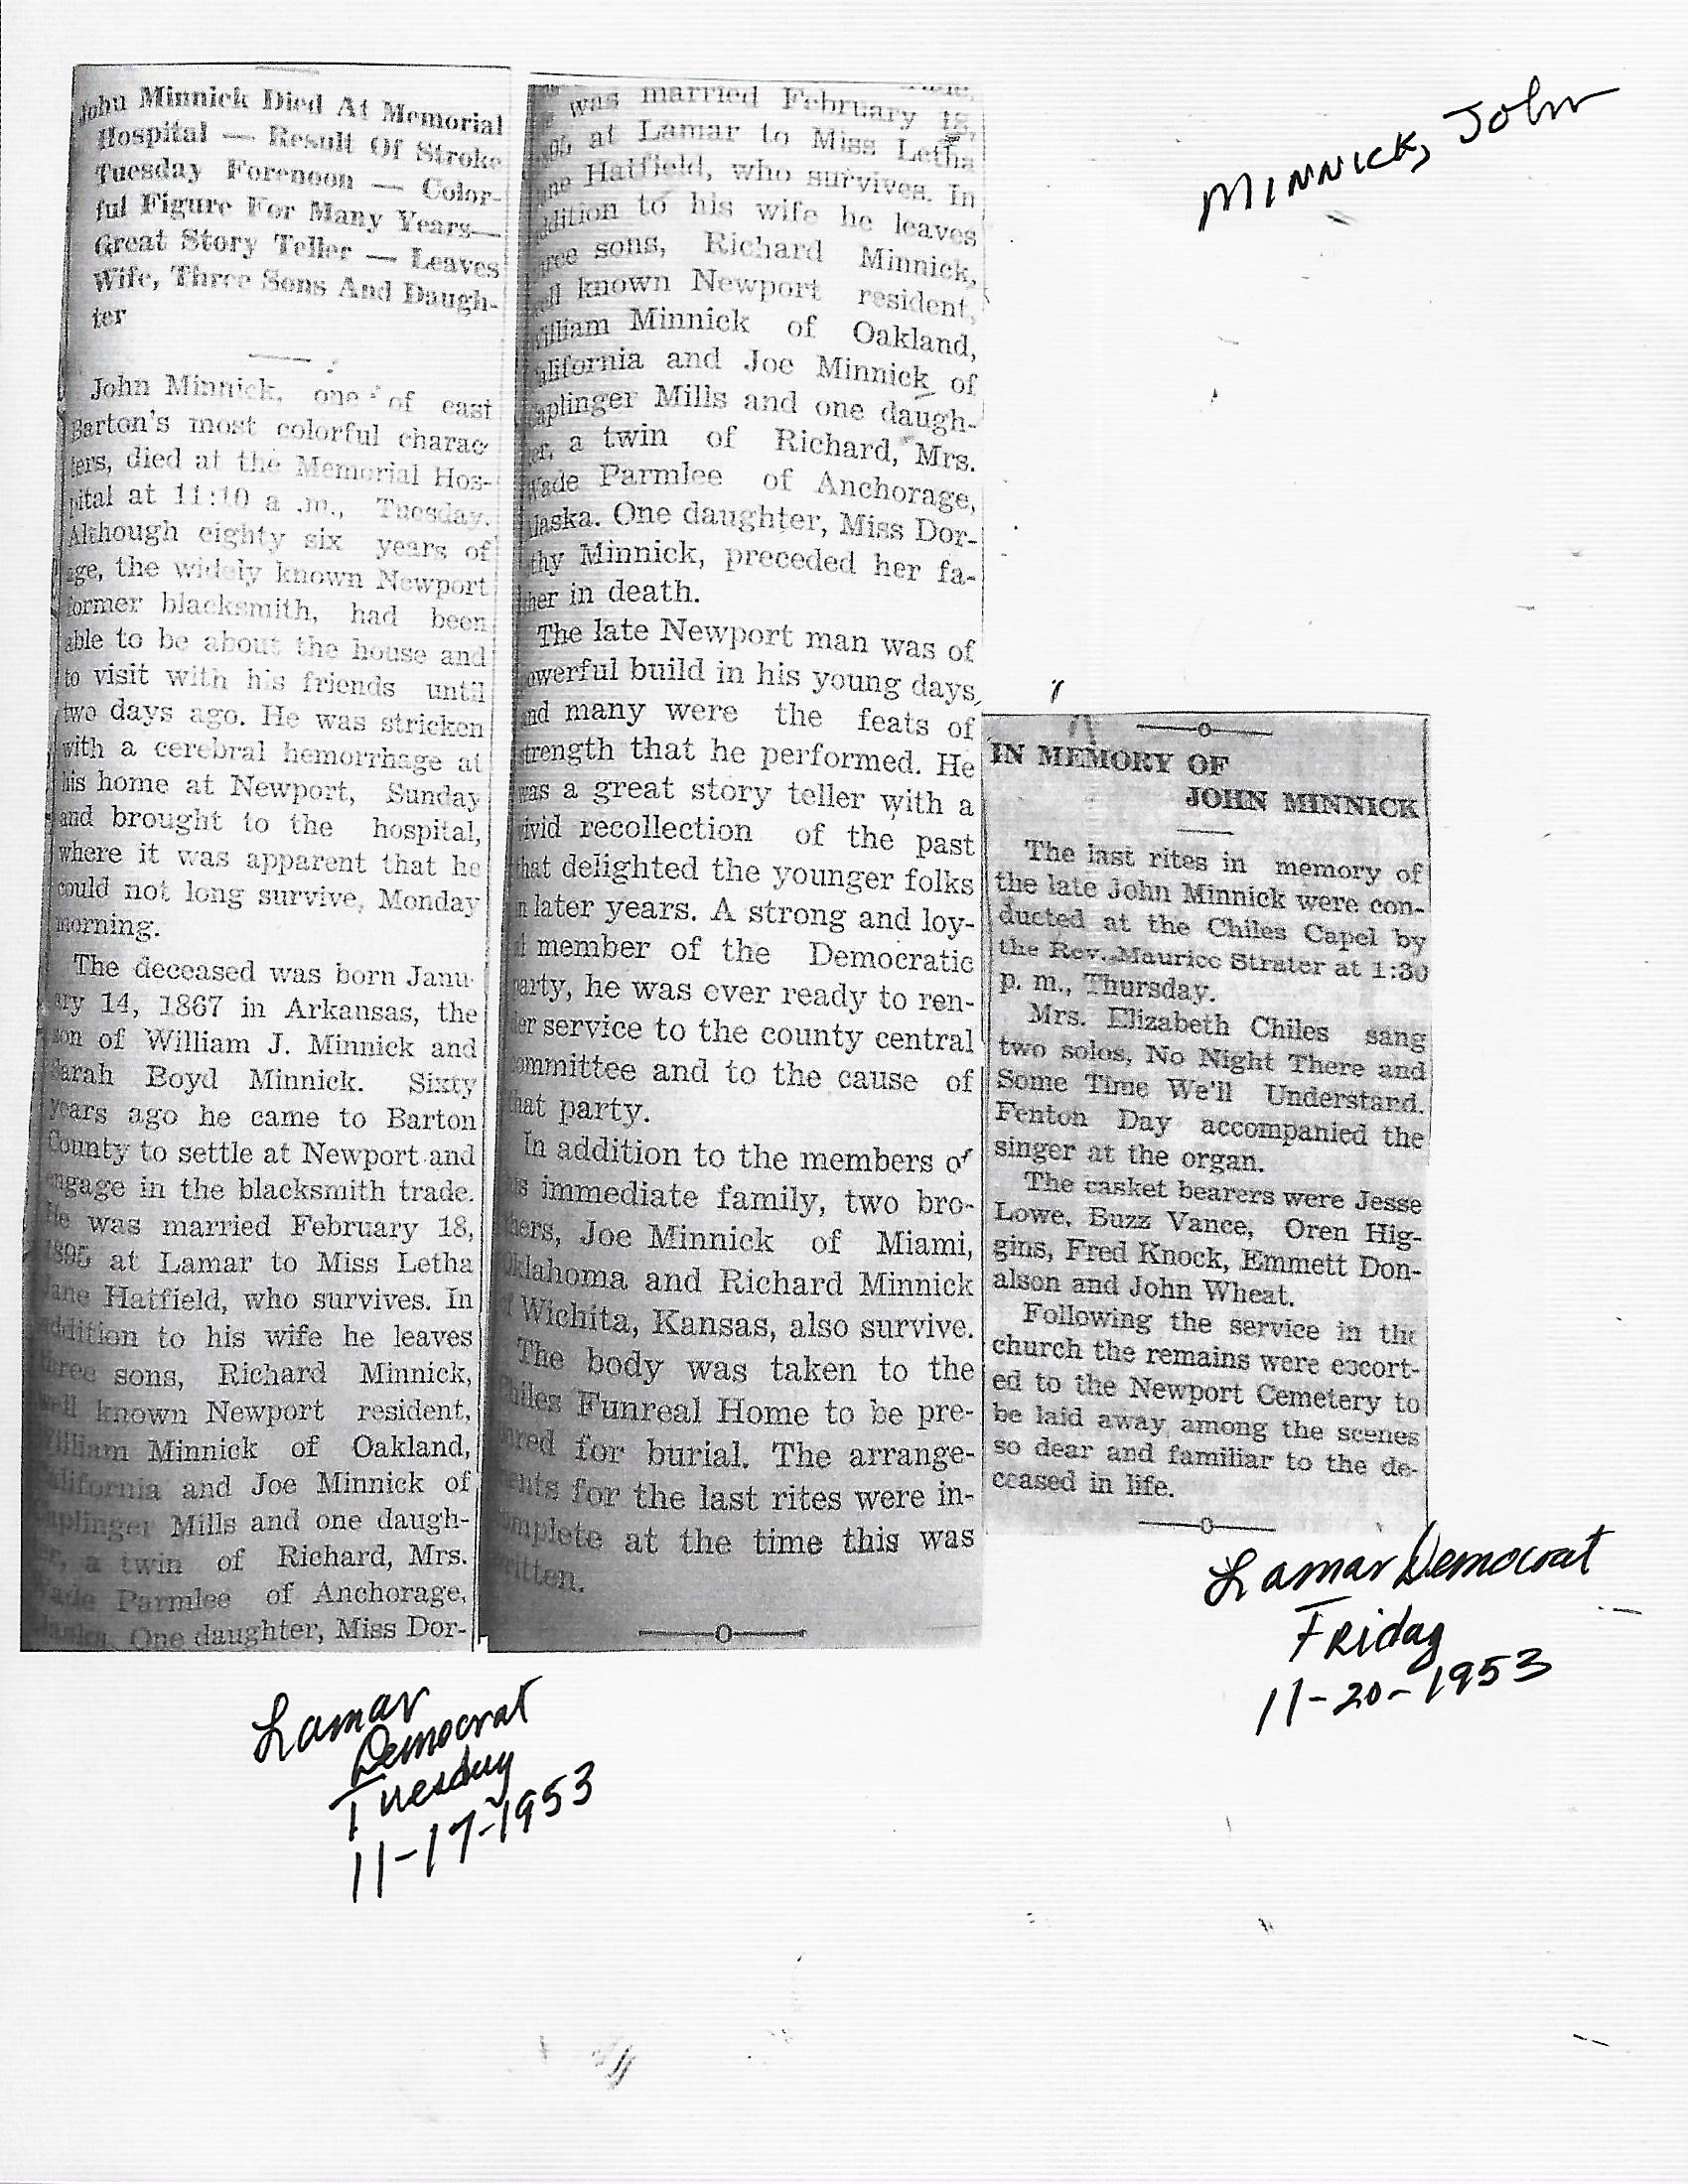 MINNICK, John
John Minnick Died At Memorial
Hospital — Result Of Stroke
Tuesday Forenoon — Color-
ful Figure For Many Years—
Great Story Teller — Leaves
Wife, Three Sons And Daugh-
ter
John Minnick, one of east
Barton's most colorful charac-
ters, died at the Memorial Hos-
pital at 11:10 a .m., Tuesday.
Although eighty six years of
age, the widely known Newport
former blacksmith, had been
able to be about the house and
to visit with his friends until
two days ago. He was stricken
with a cerebral hemorrhage at
his home at Newport, Sunday
and brought to the hospital,
where it was apparent that he
could not long survive, Monday
morning.
The deceased was born Janu-
ary 14, 1867 in Arkansas, the
son of William J. Minnick and
Sarah Boyd Minnick. Sixty
years ago he came to Barton
County to settle at Newport and
engage in the blacksmith trade.
He was married February 18,
1895 at Lamar to Miss Letha
Jane Hatfield, who survives. In
addition to his wife he leaves
three sons, Richard Minnick,
well known Newport resident,
William Minnick of Oakland,
California and Joe Minnick of
Caplinger Mills and one daugh-
er, a twin of Richard, Mrs.
Wade Parmlee of Anchorage,
laska. One daughter, Miss Dor-
was married February 18,
895 at Lamar to Miss Letha
ane Hatfield, who survives. In
ddition to his wife he leaves
hree sons, Richard Minnick,
ell known Newport resident,
illiam Minnick of Oakland,
alifornia and Joe Minnick of
aplinger Mills and one daugh-
er, a twin of Richard, Mrs.
Wade Parmlee of Anchorage,
laska. One daughter, Miss Dor-
thy Minnick, preceded her fa-
her in death.
The late Newport man was of
owerful build in his young days,
and many were the feats of
strength that he performed. He
was a great story teller with a
ivid recollection of the past
that delighted the younger folks
n later years. A strong and loy-
l member of the Democratic
party, he was ever ready to ren-
der service to the county central
ommittee and to the cause of
that party.
In addition to the members of
is immediate family, two bro-
thers, Joe Minnick of Miami,
Oklahoma and Richard Minnick
f Wichita, Kansas, also survive.
The body was taken to the
Chiles Funreal Home to be pre-
ared for burial. The arrange-
ents for the last rites were in-
omplete at the time this was
written.
IN MEMORY OF
JOHN MINNICK
The last rites in memory of
the late John Minnick were con-
ducted at the Chiles Capel by
the Rev. Maurice Strater at 1:30
p. m., Thursday.
Mrs. Elizabeth Chiles sang
two solos, No Night There and
Some Time We'll Understand.
Fenton Day accompanied the
singer at the organ.
The casket bearers were Jesse
Lowe, Buzz Vance, Oren Hig-
gins, Fred Knock, Emmett Don-
alson and John Wheat.
Following the service in the
church the remains were escort-
ed to the Newport Cemetery to
be laid away among the scenes
so dear and familiar to the de-
ceased in life.
Lamar Democrat
Friday
11-20-1953
Lamar
Democrat
Tuesday
11-17-1953